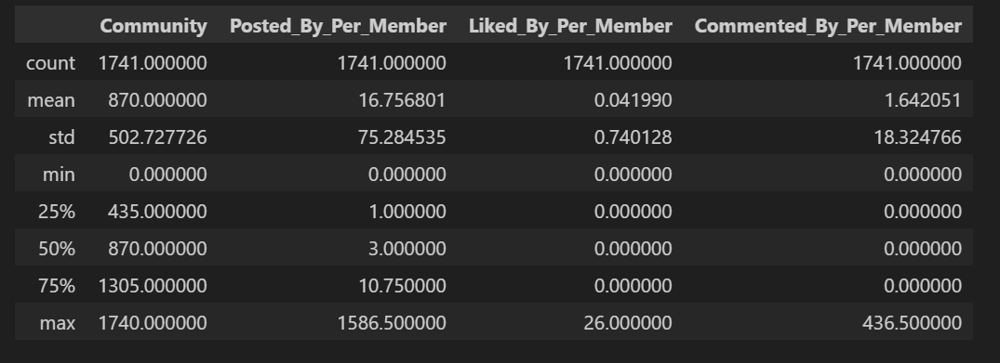 Community Posted_By_Per_Member Liked_By_Per_Member Commented_By_Per_Member
count 1741.000000 1741.000000 1741.000000 1741.000000
mean 870.000000 16.756801 0.041990 1.642051
std 502.727726 75.284535 0.740128 18.324766
min 0.000000 0.000000 0.000000 0.000000
25% 435.000000 1.000000 0.000000 0.000000
50% 870.000000 3.000000 0.000000 0.000000
75% 1305.000000 10.750000 0.000000 0.000000
max 1740.000000 1586.500000 26.000000 436.500000